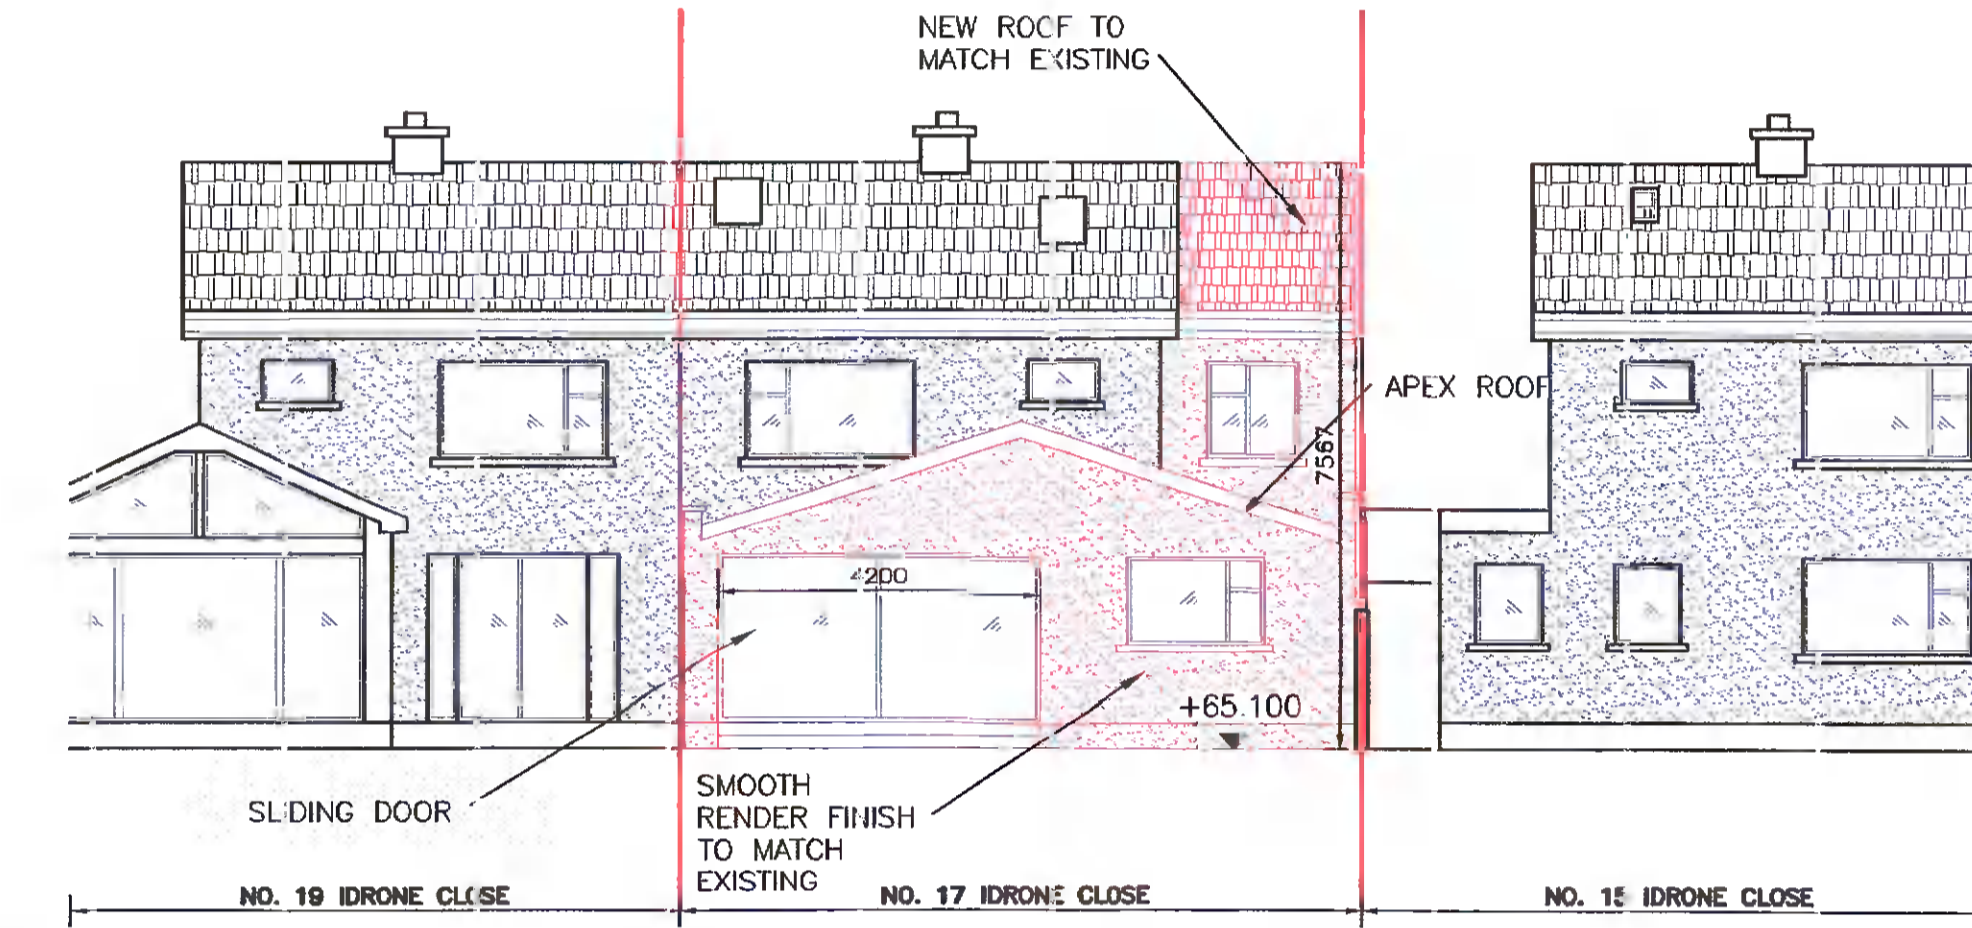 NEW ROOF TO
MATCH EXISTING
APEX ROOF
7567
4200
+65.100
SLIDING DOOR
SMOOTH
RENDER FINISH
TO MATCH
EXISTING
NO. 19 IDRONE CLOSE
NO. 17 IDRONE CLOSE
NO. 15 IDRONE CLOSE